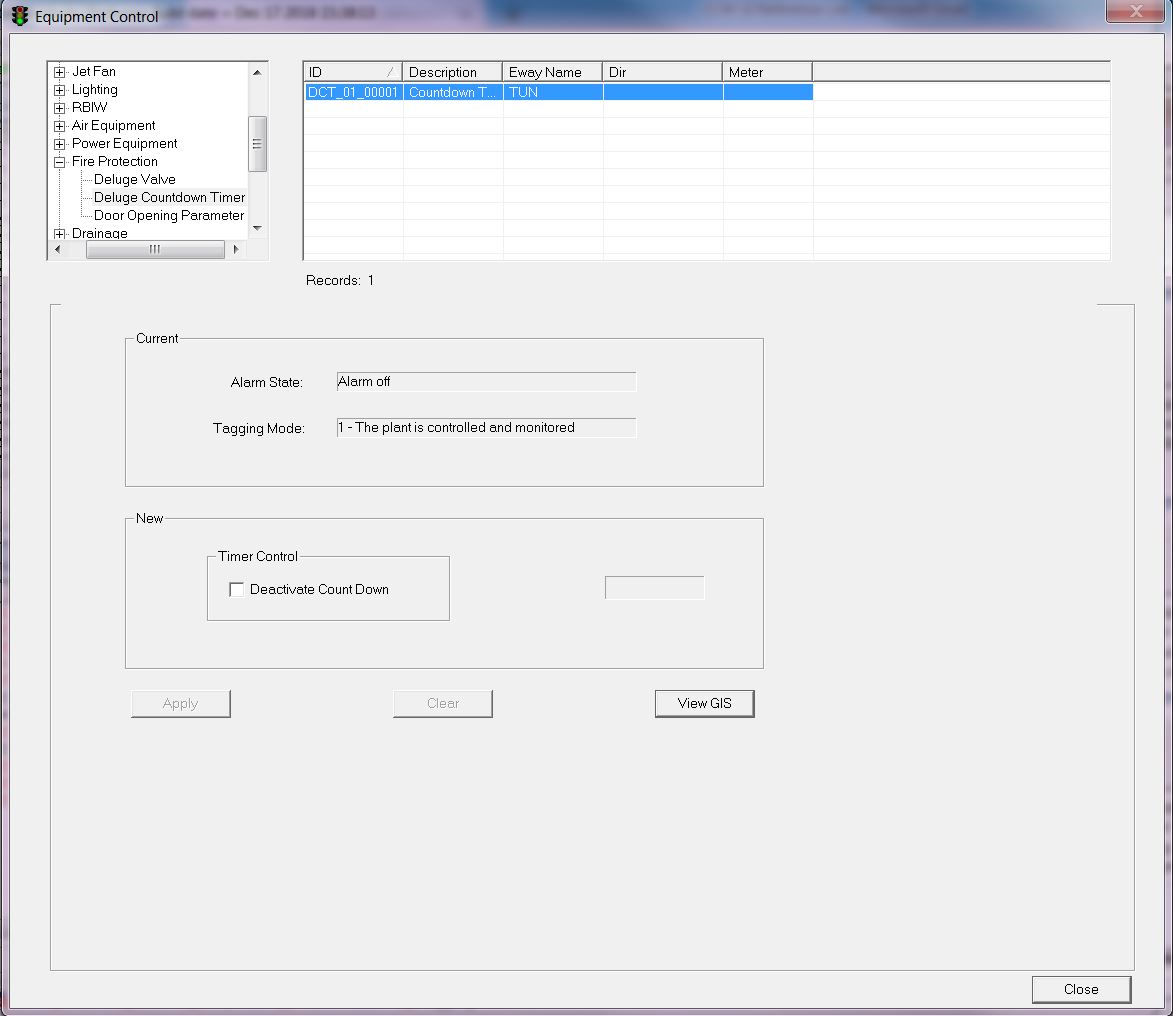 Equipment Control
Jet Fan
Lighting
RBIW
Air Equipment
Power Equipment
Fire Protection
Deluge Valve
Deluge Countdown Timer
Door Opening Parameter
Drainage
ID Description Eway Name Dir Meter
DCT_01_00001 Countdown T... TUN
Records: 1
Current
Alarm State: Alarm off
Tagging Mode: 1 - The plant is controlled and monitored
New
Timer Control
Deactivate Count Down
Apply Clear View GIS
Close